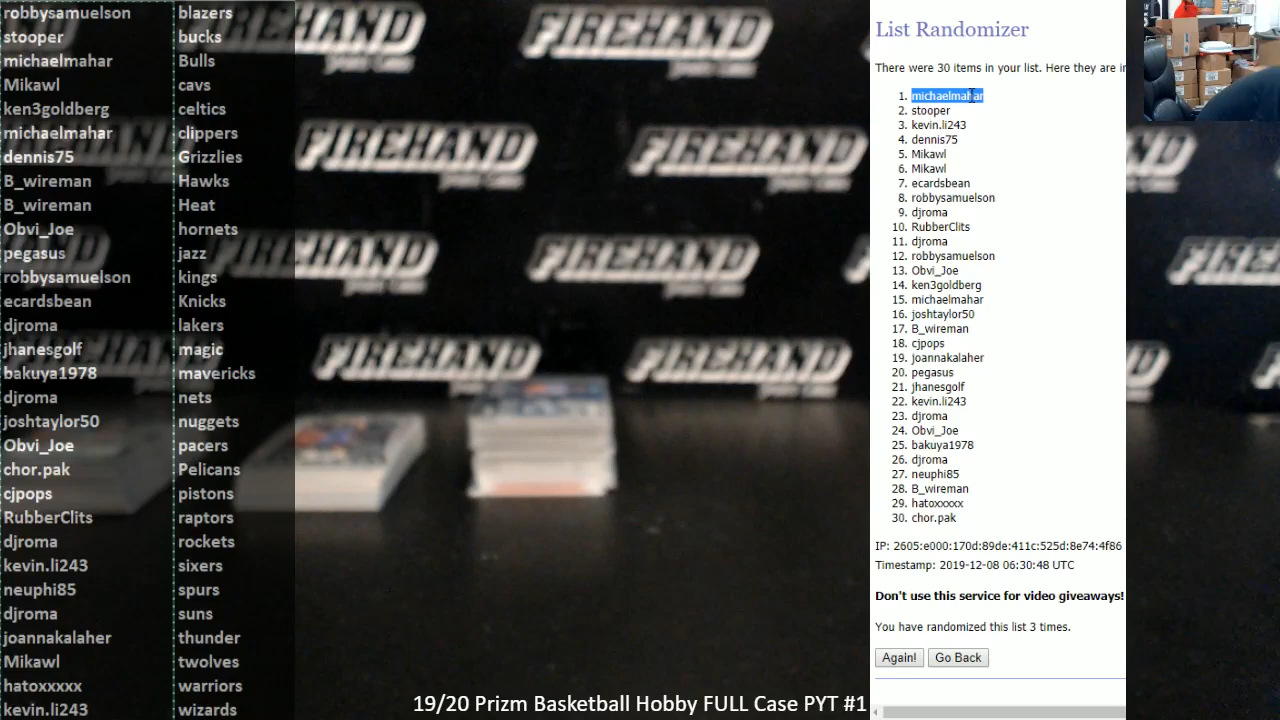 robbysamuelson blazers
stooper bucks
michaelmahar Bulls
Mikawl cavs
ken3goldberg celtics
michaelmahar clippers
dennis75 Grizzlies
B_wireman Hawks
B_wireman Heat
Obvi_Joe hornets
pegasus jazz
robbysamuelson kings
ecardsbean Knicks
djroma lakers
jhanesgolf magic
bakuya1978 mavericks
djroma nets
joshtaylor50 nuggets
Obvi_Joe pacers
chor.pak Pelicans
cjpops pistons
RubberClits raptors
djroma rockets
kevin.li243 sixers
neuphi85 spurs
djroma suns
joannakalaher thunder
Mikawl twolves
hatoxxxxx warriors
kevin.li243 wizards
FIREHAND FIREHAND
FIREHAND FIREHAND
FIREHAND FIREHAND
FIREHAND FIREHAND
19/20 Prizm Basketball Hobby FULL Case PYT #1
List Randomizer
There were 30 items in your list. Here they are in
1. michaelmahar
2. stooper
3. kevin.li243
4. dennis75
5. Mikawl
6. Mikawl
7. ecardsbean
8. robbysamuelson
9. djroma
10. RubberClits
11. djroma
12. robbysamuelson
13. Obvi_Joe
14. ken3goldberg
15. michaelmahar
16. joshtaylor50
17. B_wireman
18. cjpops
19. joannakalaher
20. pegasus
21. jhanesgolf
22. kevin.li243
23. djroma
24. Obvi_Joe
25. bakuya1978
26. djroma
27. neuphi85
28. B_wireman
29. hatoxxxxx
30. chor.pak
IP: 2605:e000:170d:89de:411c:525d:8e74:4f86
Timestamp: 2019-12-08 06:30:48 UTC
Don't use this service for video giveaways!
You have randomized this list 3 times.
Again! Go Back